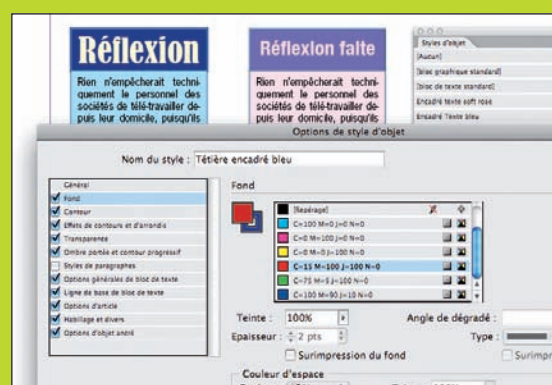 Réflexion
Rien n'empêcherait techni-
quement le personnel des
sociétés de télé-travailler de-
puis leur domicile, puisqu'ils
Réflexion faite
Rien n'empêcherait techni-
quement le personnel des
sociétés de télé-travailler de-
puis leur domicile, puisqu'ils
Styles d'objet
[Aucun]
[bloc graphique standard]
[bloc de texte standard]
Encadré texte soft rose
Encadré Texte bleu
Options de style d'objet
Nom du style : Tétière encadré bleu
Général
Fond
Contour
Effets de contours et d'arrondis
Transparence
Ombre portée et contour progressif
Styles de paragraphes
Options générales de bloc de texte
Ligne de base de bloc de texte
Options d'article
Habillage et divers
Options d'objet ancré
Fond
[Repérage]
C=100 M=0 J=0 N=0
C=0 M=100 J=0 N=0
C=0 M=0 J=100 N=0
C=15 M=100 J=100 N=0
C=75 M=5 J=100 N=0
C=100 M=90 J=10 N=0
Teinte : 100%
Angle de dégradé :
Epaisseur : 2 pts
Type :
Surimpression du fond
Surimpr
Couleur d'espace